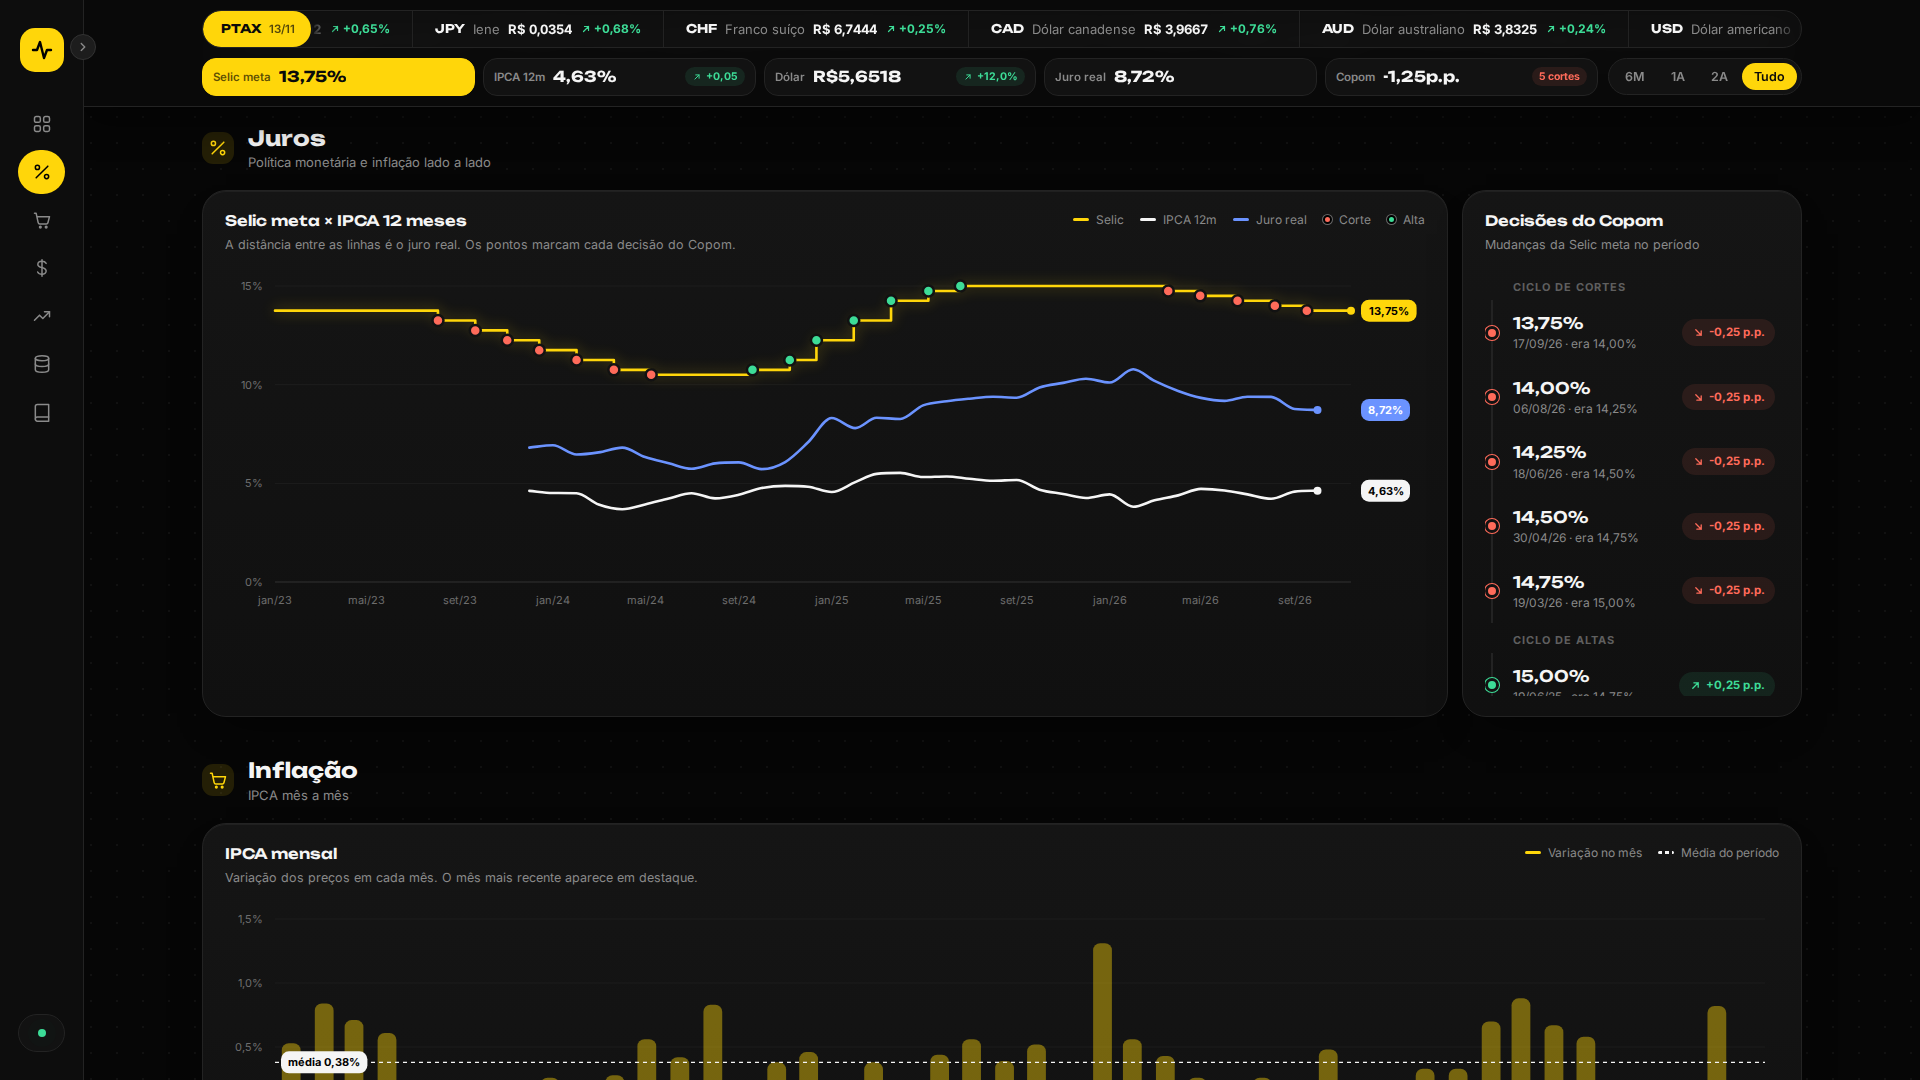 PTAX 13/11 2 +0,65% JPY Iene R$ 0,0354 +0,68% CHF Franco suíço R$ 6,7444 +0,25% CAD Dólar canadense R$ 3,9667 +0,76% AUD Dólar australiano R$ 3,8325 +0,24% USD Dólar americano
Selic meta 13,75% IPCA 12m 4,63% +0,05 Dólar R$5,6518 +12,0% Juro real 8,72% Copom -1,25p.p. 5 cortes 6M 1A 2A Tudo
Juros
Política monetária e inflação lado a lado
Selic meta × IPCA 12 meses
A distância entre as linhas é o juro real. Os pontos marcam cada decisão do Copom.
Selic IPCA 12m Juro real Corte Alta
15%
10%
5%
0%
13,75%
8,72%
4,63%
jan/23 mai/23 set/23 jan/24 mai/24 set/24 jan/25 mai/25 set/25 jan/26 mai/26 set/26
Decisões do Copom
Mudanças da Selic meta no período
CICLO DE CORTES
13,75%
17/09/26 · era 14,00%
-0,25 p.p.
14,00%
06/08/26 · era 14,25%
-0,25 p.p.
14,25%
18/06/26 · era 14,50%
-0,25 p.p.
14,50%
30/04/26 · era 14,75%
-0,25 p.p.
14,75%
19/03/26 · era 15,00%
-0,25 p.p.
CICLO DE ALTAS
15,00%
19/06/25 · era 14,75%
+0,25 p.p.
Inflação
IPCA mês a mês
IPCA mensal
Variação dos preços em cada mês. O mês mais recente aparece em destaque.
Variação no mês Média do período
1,5%
1,0%
0,5%
média 0,38%